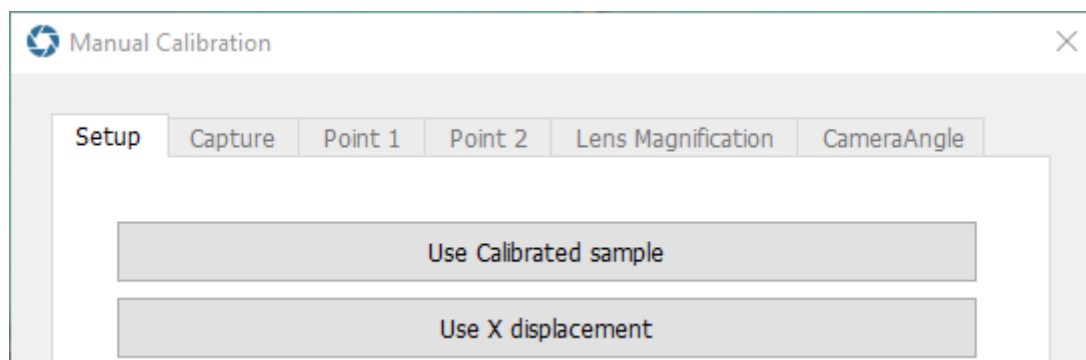 Manual Calibration
Setup Capture Point 1 Point 2 Lens Magnification CameraAngle
Use Calibrated sample
Use X displacement